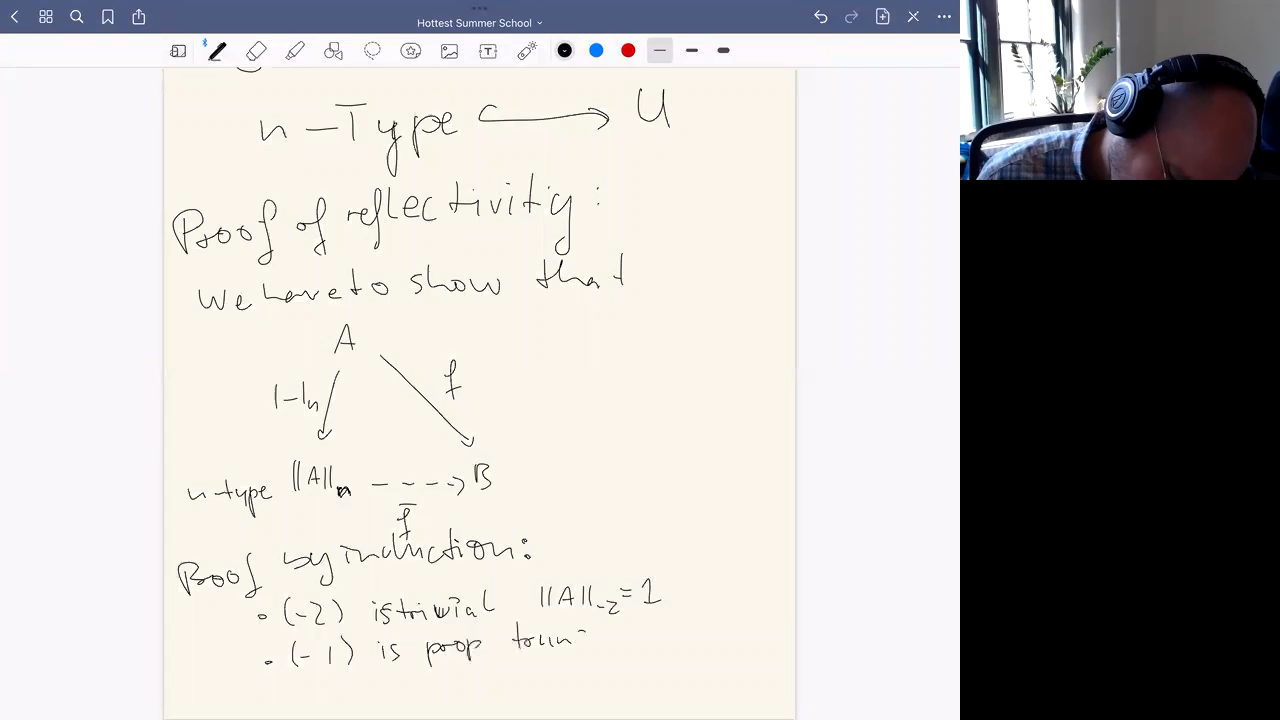 Hottest Summer School
n-Type ↪ U
Proof of reflectivity:
we have to show that
A
|-|n
f
n-type ||A||n ---> B
f̄
Proof by induction:
• (-2) is trivial ||A||-2 = 1
• (-1) is prop trun